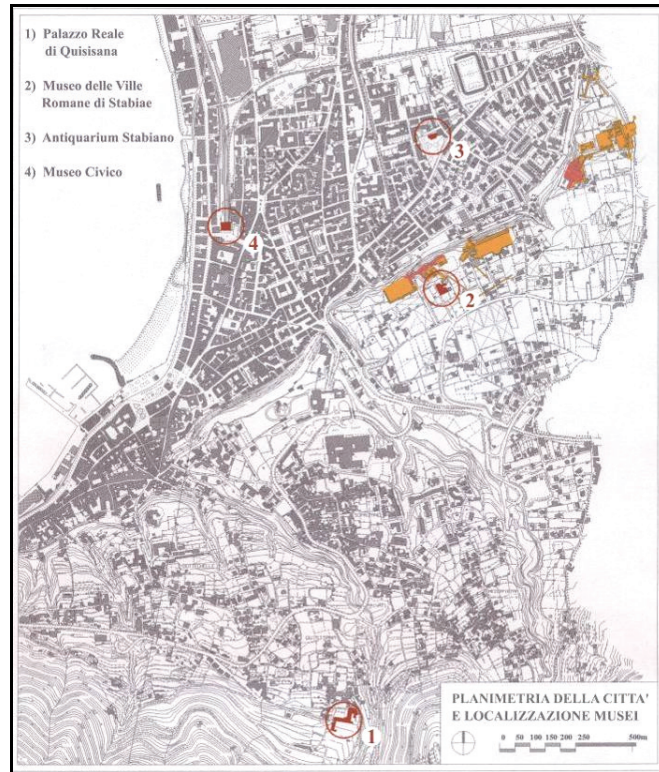 1) Palazzo Reale
di Quisisana
2) Museo delle Ville
Romane di Stabiae
3) Antiquarium Stabiano
4) Museo Civico
3
4
2
1
PLANIMETRIA DELLA CITTA'
E LOCALIZZAZIONE MUSEI
0 50 100 150 200 250 500m